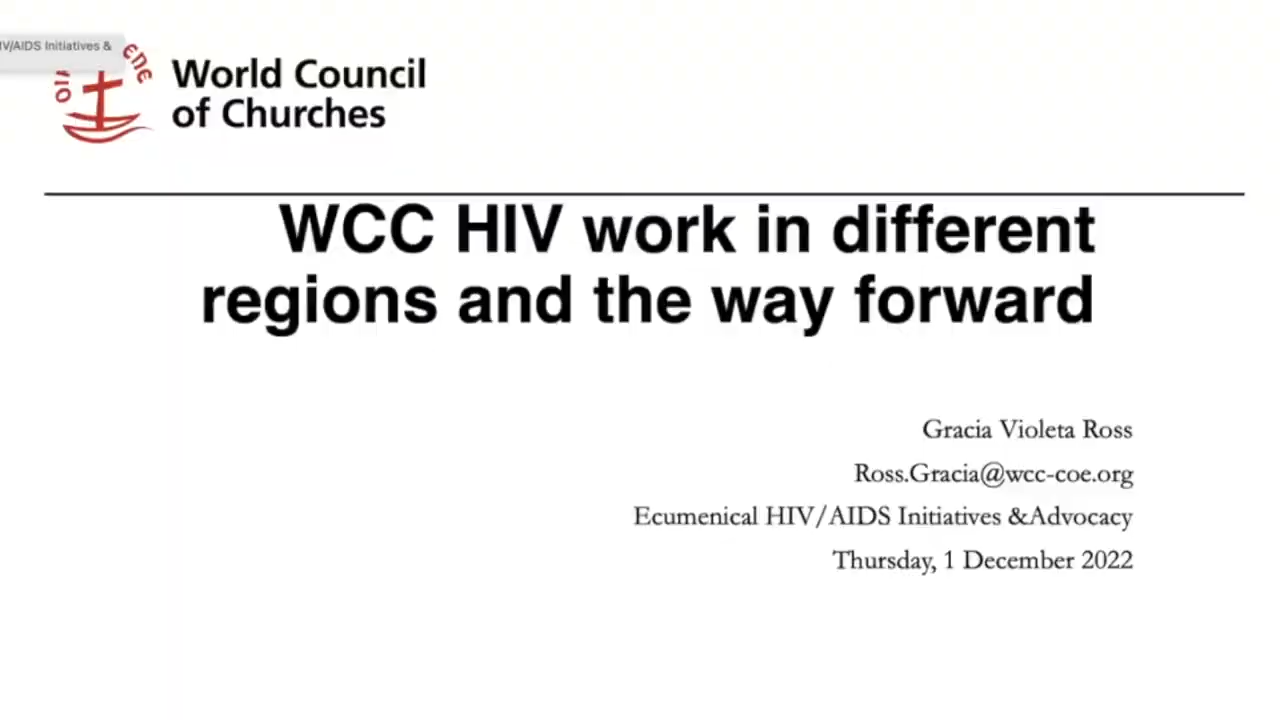 IV/AIDS Initiatives &
World Council
of Churches
WCC HIV work in different
regions and the way forward
Gracia Violeta Ross
Ross.Gracia@wcc-coe.org
Ecumenical HIV/AIDS Initiatives &Advocacy
Thursday, 1 December 2022